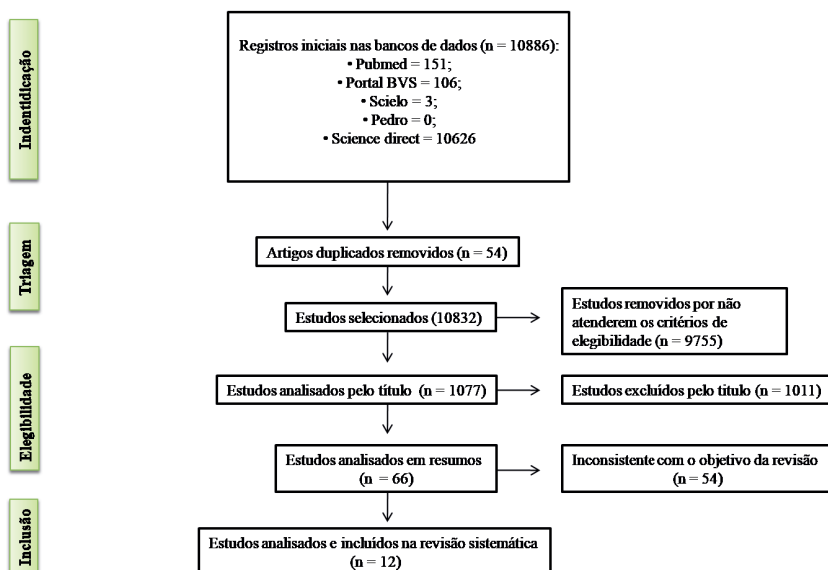 Indentidicação
Registros iniciais nas bancos de dados (n = 10886):
• Pubmed = 151;
• Portal BVS = 106;
• Scielo = 3;
• Pedro = 0;
• Science direct = 10626
Triagem
Artigos duplicados removidos (n = 54)
Estudos selecionados (10832)
Estudos removidos por não
atenderem os critérios de
elegibilidade (n = 9755)
Elegibilidade
Estudos analisados pelo título (n = 1077)
Estudos excluídos pelo titulo (n = 1011)
Estudos analisados em resumos
(n = 66)
Inconsistente com o objetivo da revisão
(n = 54)
Inclusão
Estudos analisados e incluídos na revisão sistemática
(n = 12)